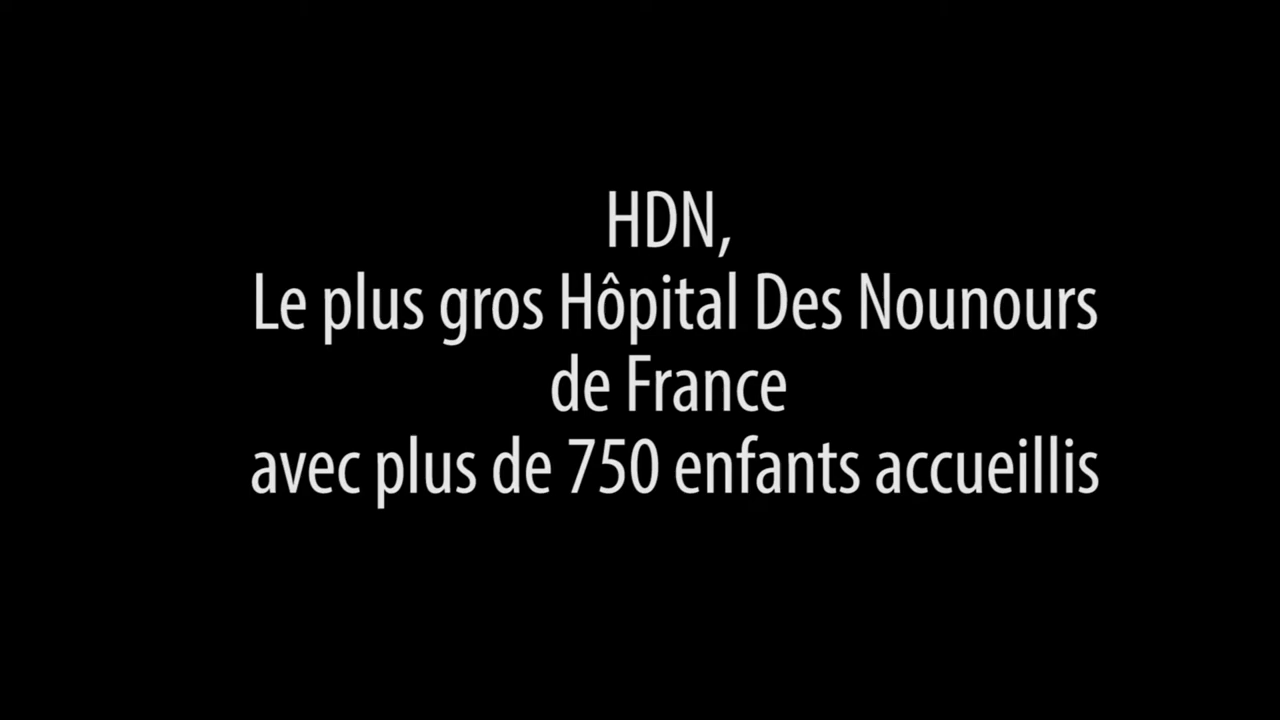 HDN,
Le plus gros Hôpital Des Nounours
de France
avec plus de 750 enfants accueillis